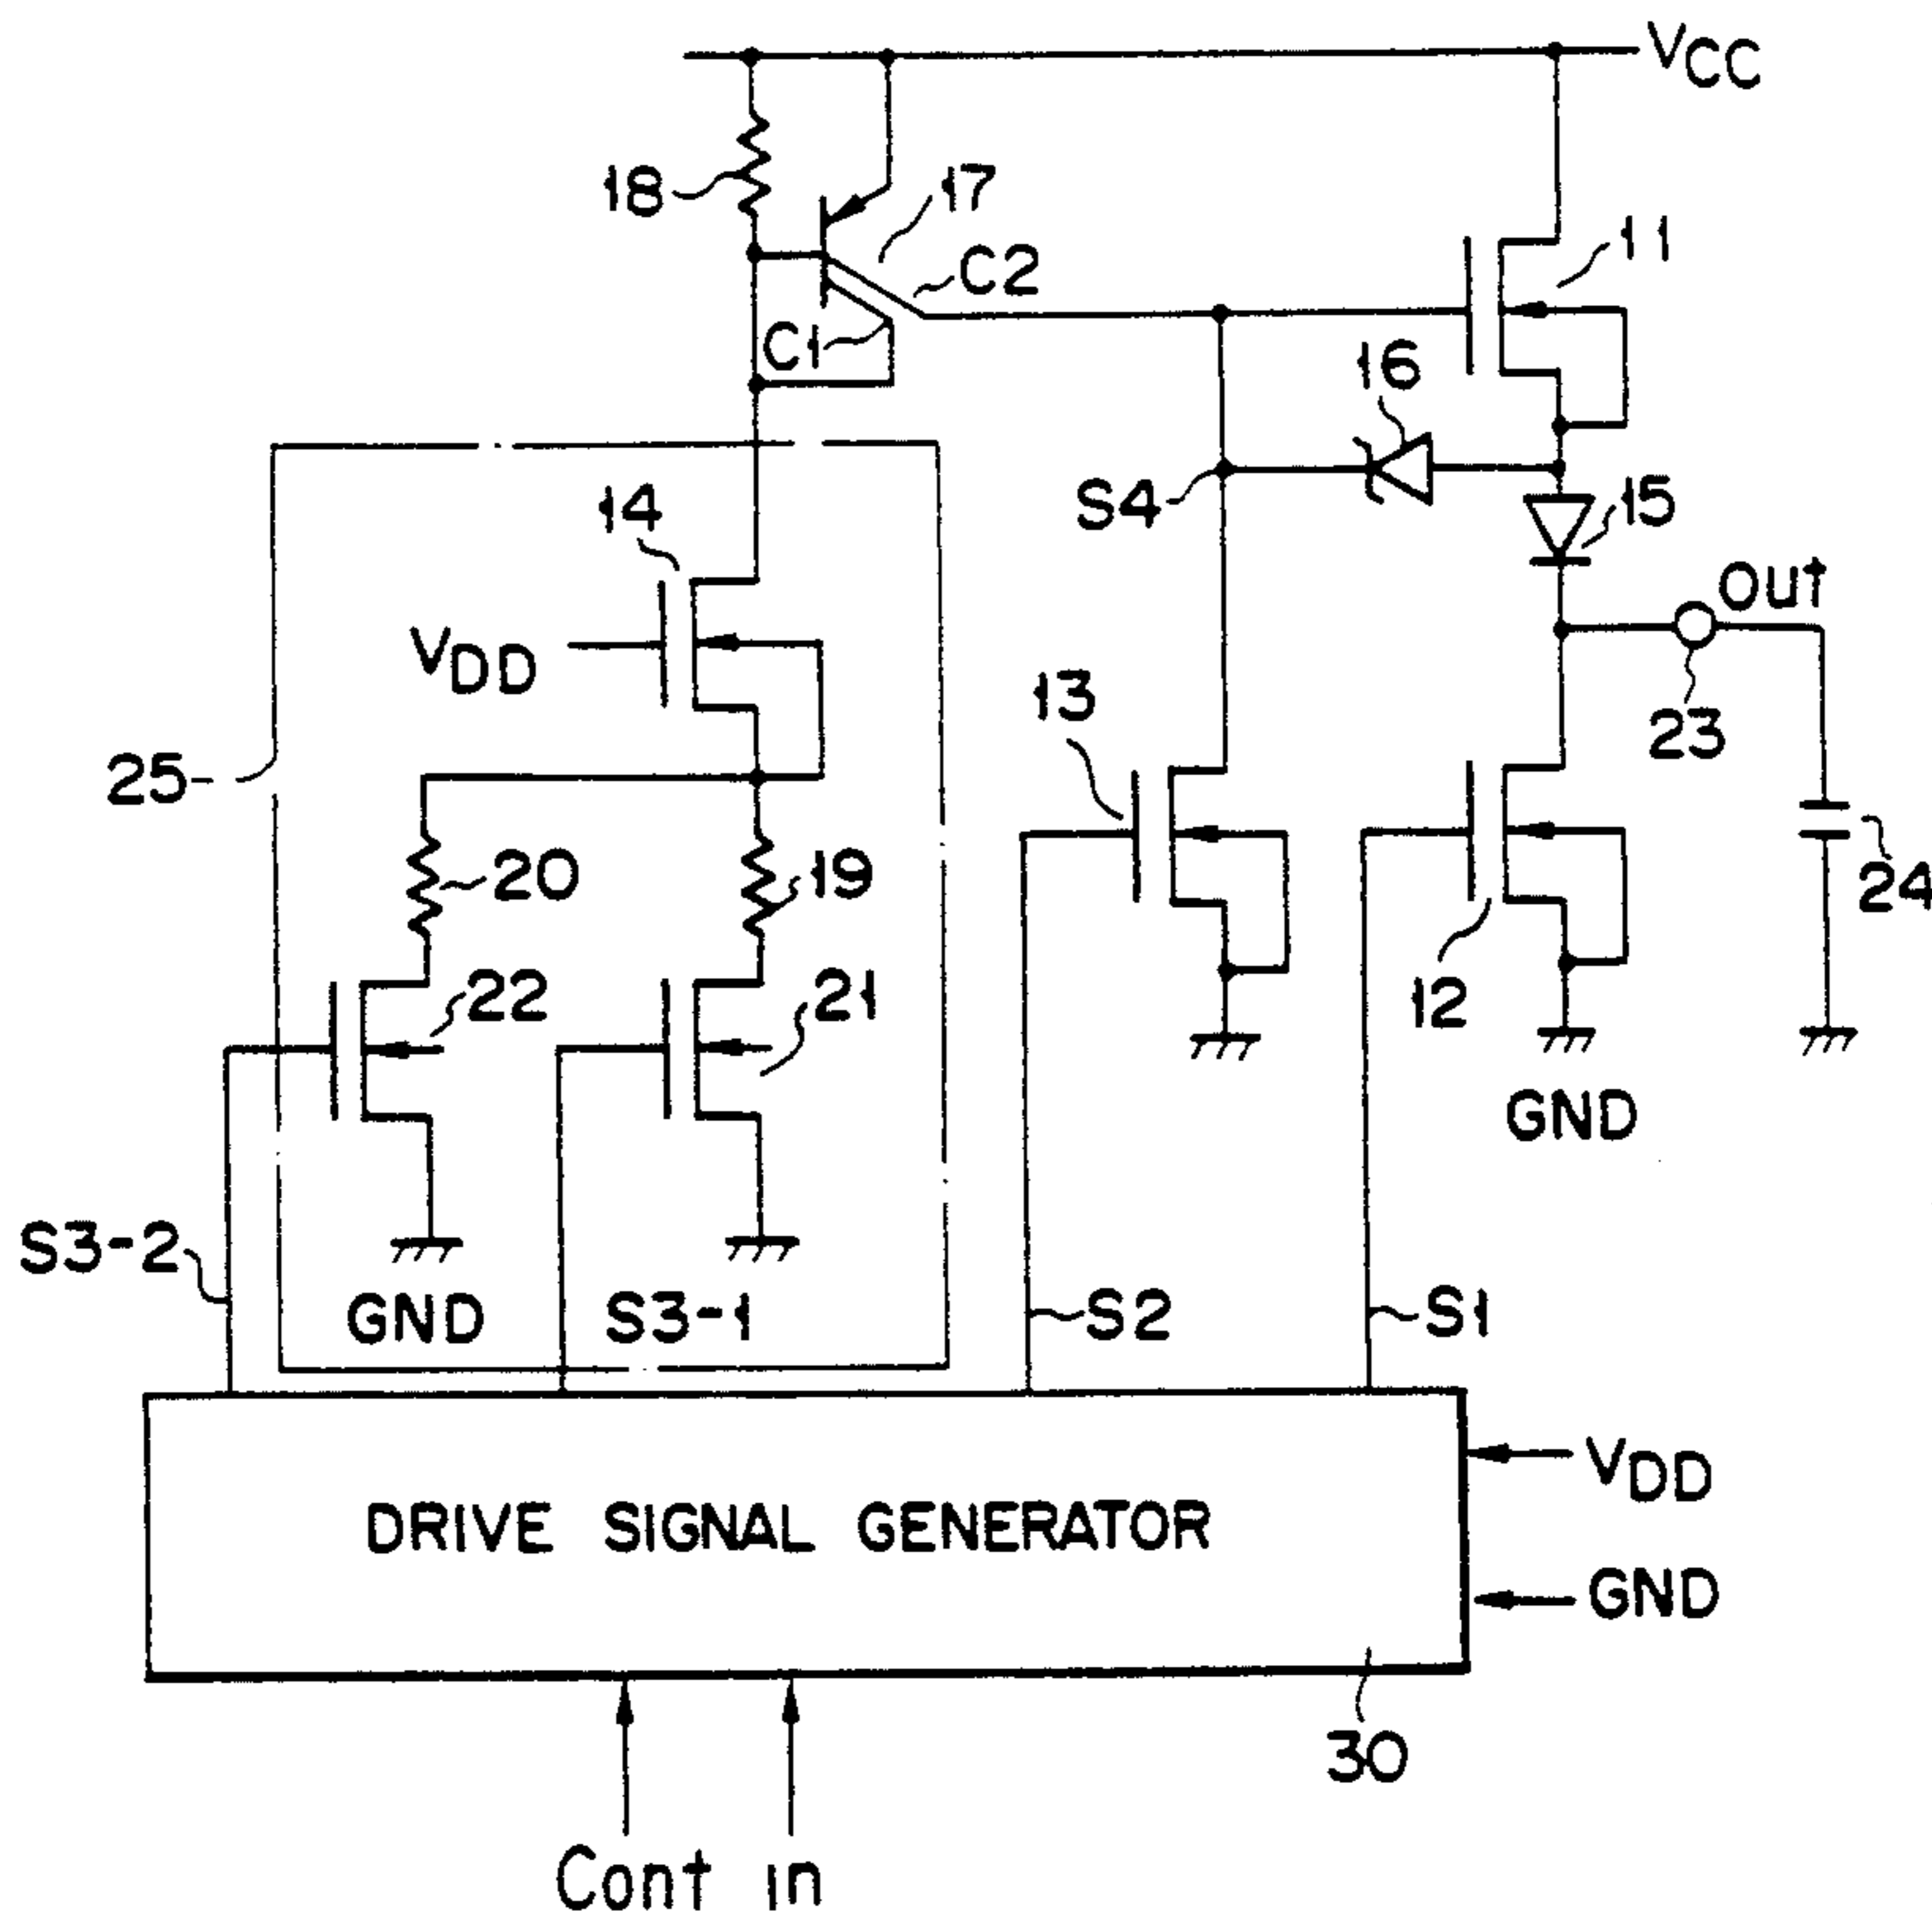 VCC
18
17
C2
11
C1
16
14
S4
15
Out
VDD
13
23
25
20
19
24
22
21
12
GND
S3-2
GND
S3-1
S2
S1
VDD
DRIVE SIGNAL GENERATOR
GND
30
Cont in